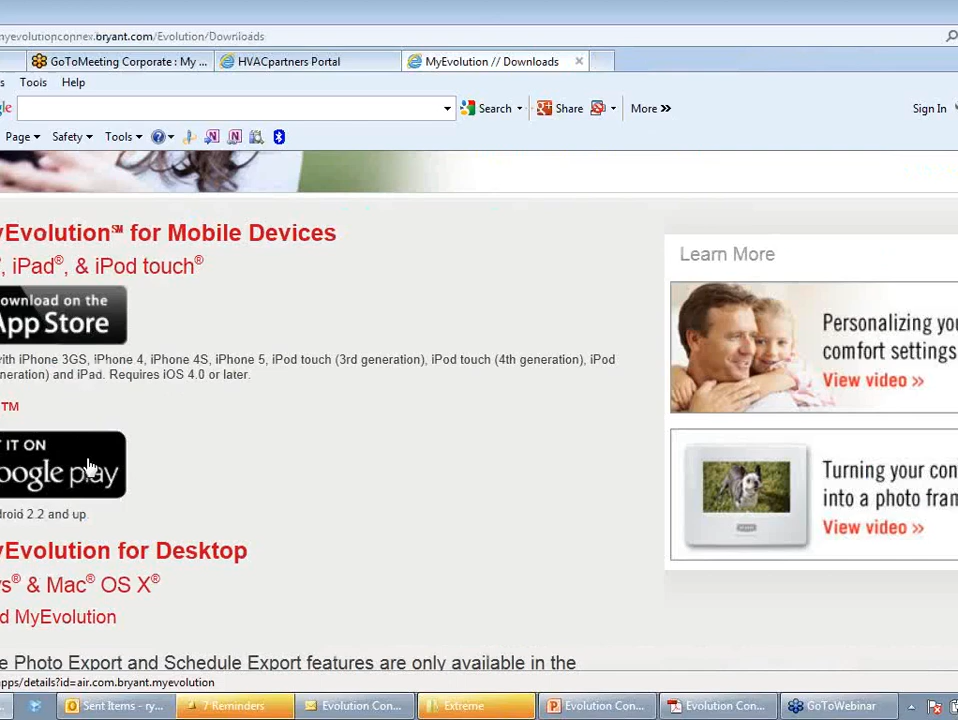 myevolutionconnex.bryant.com/Evolution/Downloads
GoToMeeting Corporate : My ...
HVACpartners Portal
MyEvolution // Downloads
s Tools Help
gle Search Share More » Sign In
Page Safety Tools
yEvolution℠ for Mobile Devices
®, iPad®, & iPod touch®
ownload on the
App Store
with iPhone 3GS, iPhone 4, iPhone 4S, iPhone 5, iPod touch (3rd generation), iPod touch (4th generation), iPod
neration) and iPad. Requires iOS 4.0 or later.
TM
T IT ON
oogle play
droid 2.2 and up
yEvolution for Desktop
s® & Mac® OS X®
d MyEvolution
e Photo Export and Schedule Export features are only available in the
Learn More
Personalizing you
comfort settings
View video »
Turning your con
into a photo fram
View video »
apps/details?id=air.com.bryant.myevolution
Sent Items - ry...
7 Reminders
Evolution Con...
Extreme
Evolution Con...
Evolution Con...
GoToWebinar